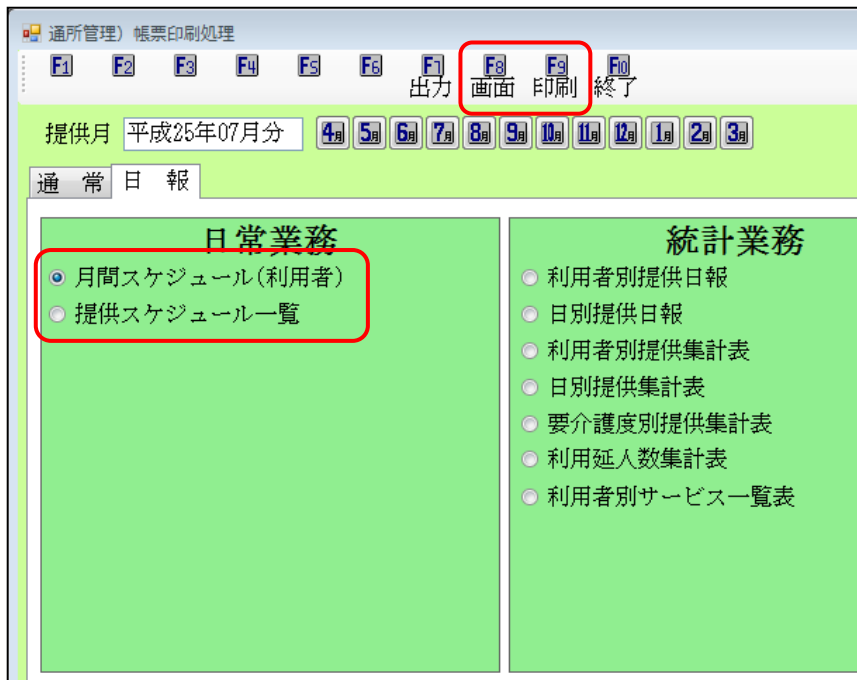 通所管理）帳票印刷処理
F1 F2 F3 F4 F5 F6 F7 F8 F9 F10
出力 画面 印刷 終了
提供月 平成25年07月分 4月 5月 6月 7月 8月 9月 10月 11月 12月 1月 2月 3月
通 常 日 報
日常業務
月間スケジュール(利用者)
提供スケジュール一覧
統計業務
利用者別提供日報
日別提供日報
利用者別提供集計表
日別提供集計表
要介護度別提供集計表
利用延人数集計表
利用者別サービス一覧表